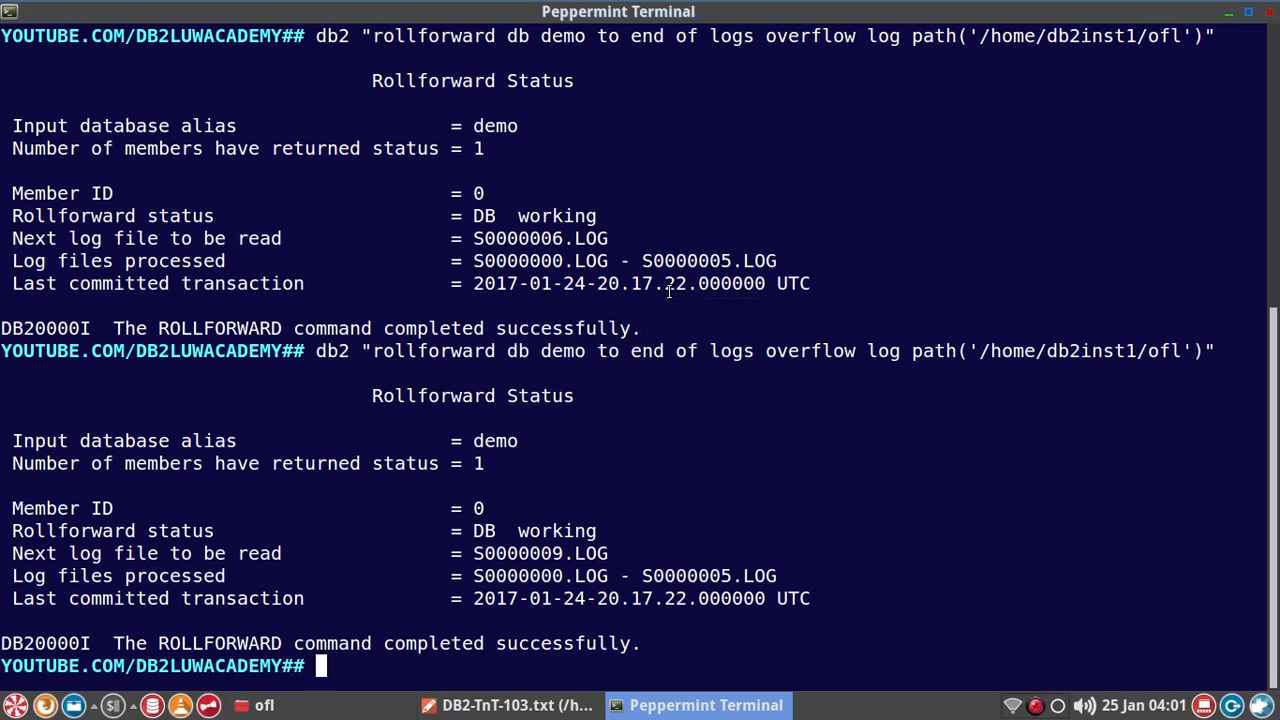 Peppermint Terminal
YOUTUBE.COM/DB2LUWACADEMY## db2 "rollforward db demo to end of logs overflow log path('/home/db2inst1/ofl')"
Rollforward Status
Input database alias = demo
Number of members have returned status = 1
Member ID = 0
Rollforward status = DB  working
Next log file to be read = S0000006.LOG
Log files processed = S0000000.LOG - S0000005.LOG
Last committed transaction = 2017-01-24-20.17.22.000000 UTC
DB20000I  The ROLLFORWARD command completed successfully.
YOUTUBE.COM/DB2LUWACADEMY## db2 "rollforward db demo to end of logs overflow log path('/home/db2inst1/ofl')"
Rollforward Status
Input database alias = demo
Number of members have returned status = 1
Member ID = 0
Rollforward status = DB  working
Next log file to be read = S0000009.LOG
Log files processed = S0000000.LOG - S0000005.LOG
Last committed transaction = 2017-01-24-20.17.22.000000 UTC
DB20000I  The ROLLFORWARD command completed successfully.
YOUTUBE.COM/DB2LUWACADEMY##
ofl DB2-TnT-103.txt (/h... Peppermint Terminal 25 Jan 04:01